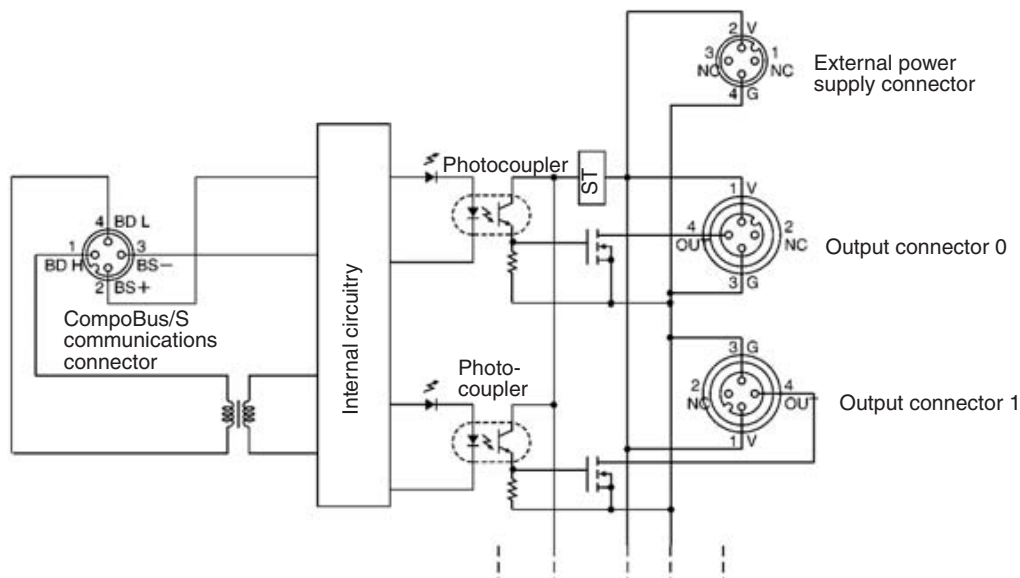 2 V
3
NC
1
NC
4 G
External power
supply connector
Photocoupler
ST
1 V
4
OUT
2
NC
3 G
Output connector 0
4 BD L
1
BD H
3
BS−
2 BS+
CompoBus/S
communications
connector
Internal circuitry
Photo-
coupler
3 G
2
NC
4
OUT
1 V
Output connector 1